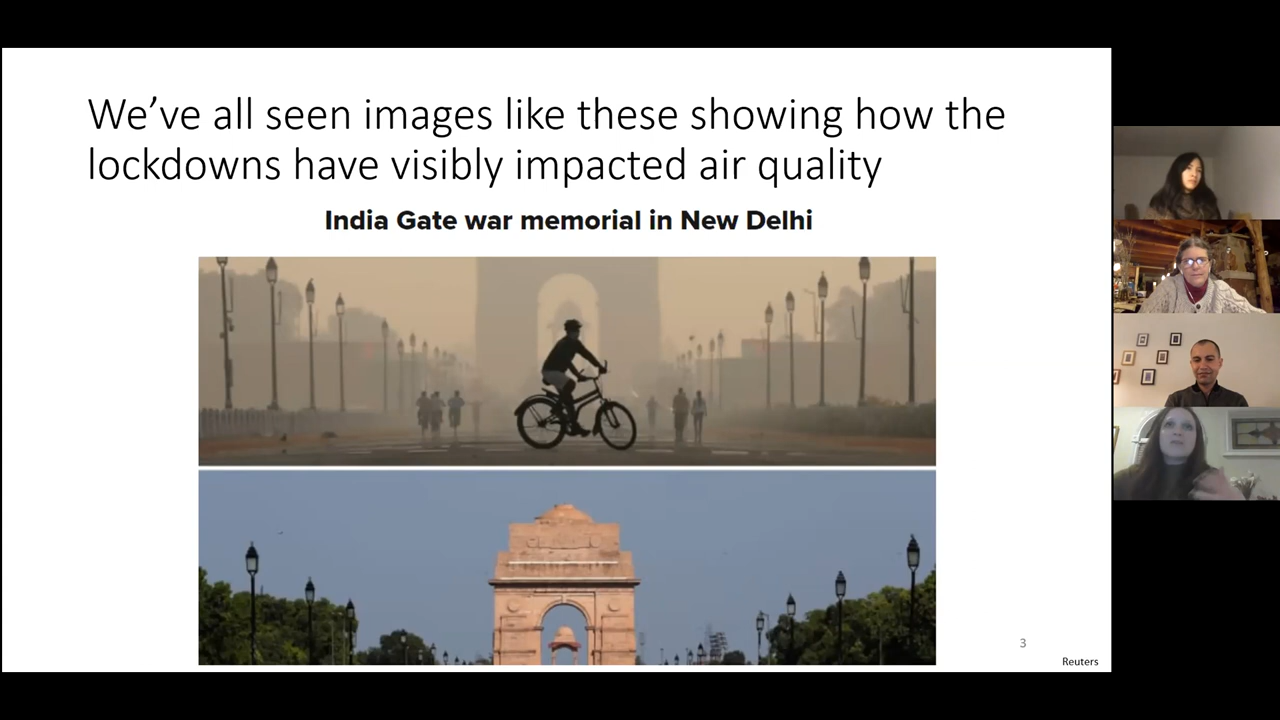 We’ve all seen images like these showing how the
lockdowns have visibly impacted air quality
India Gate war memorial in New Delhi
3
Reuters